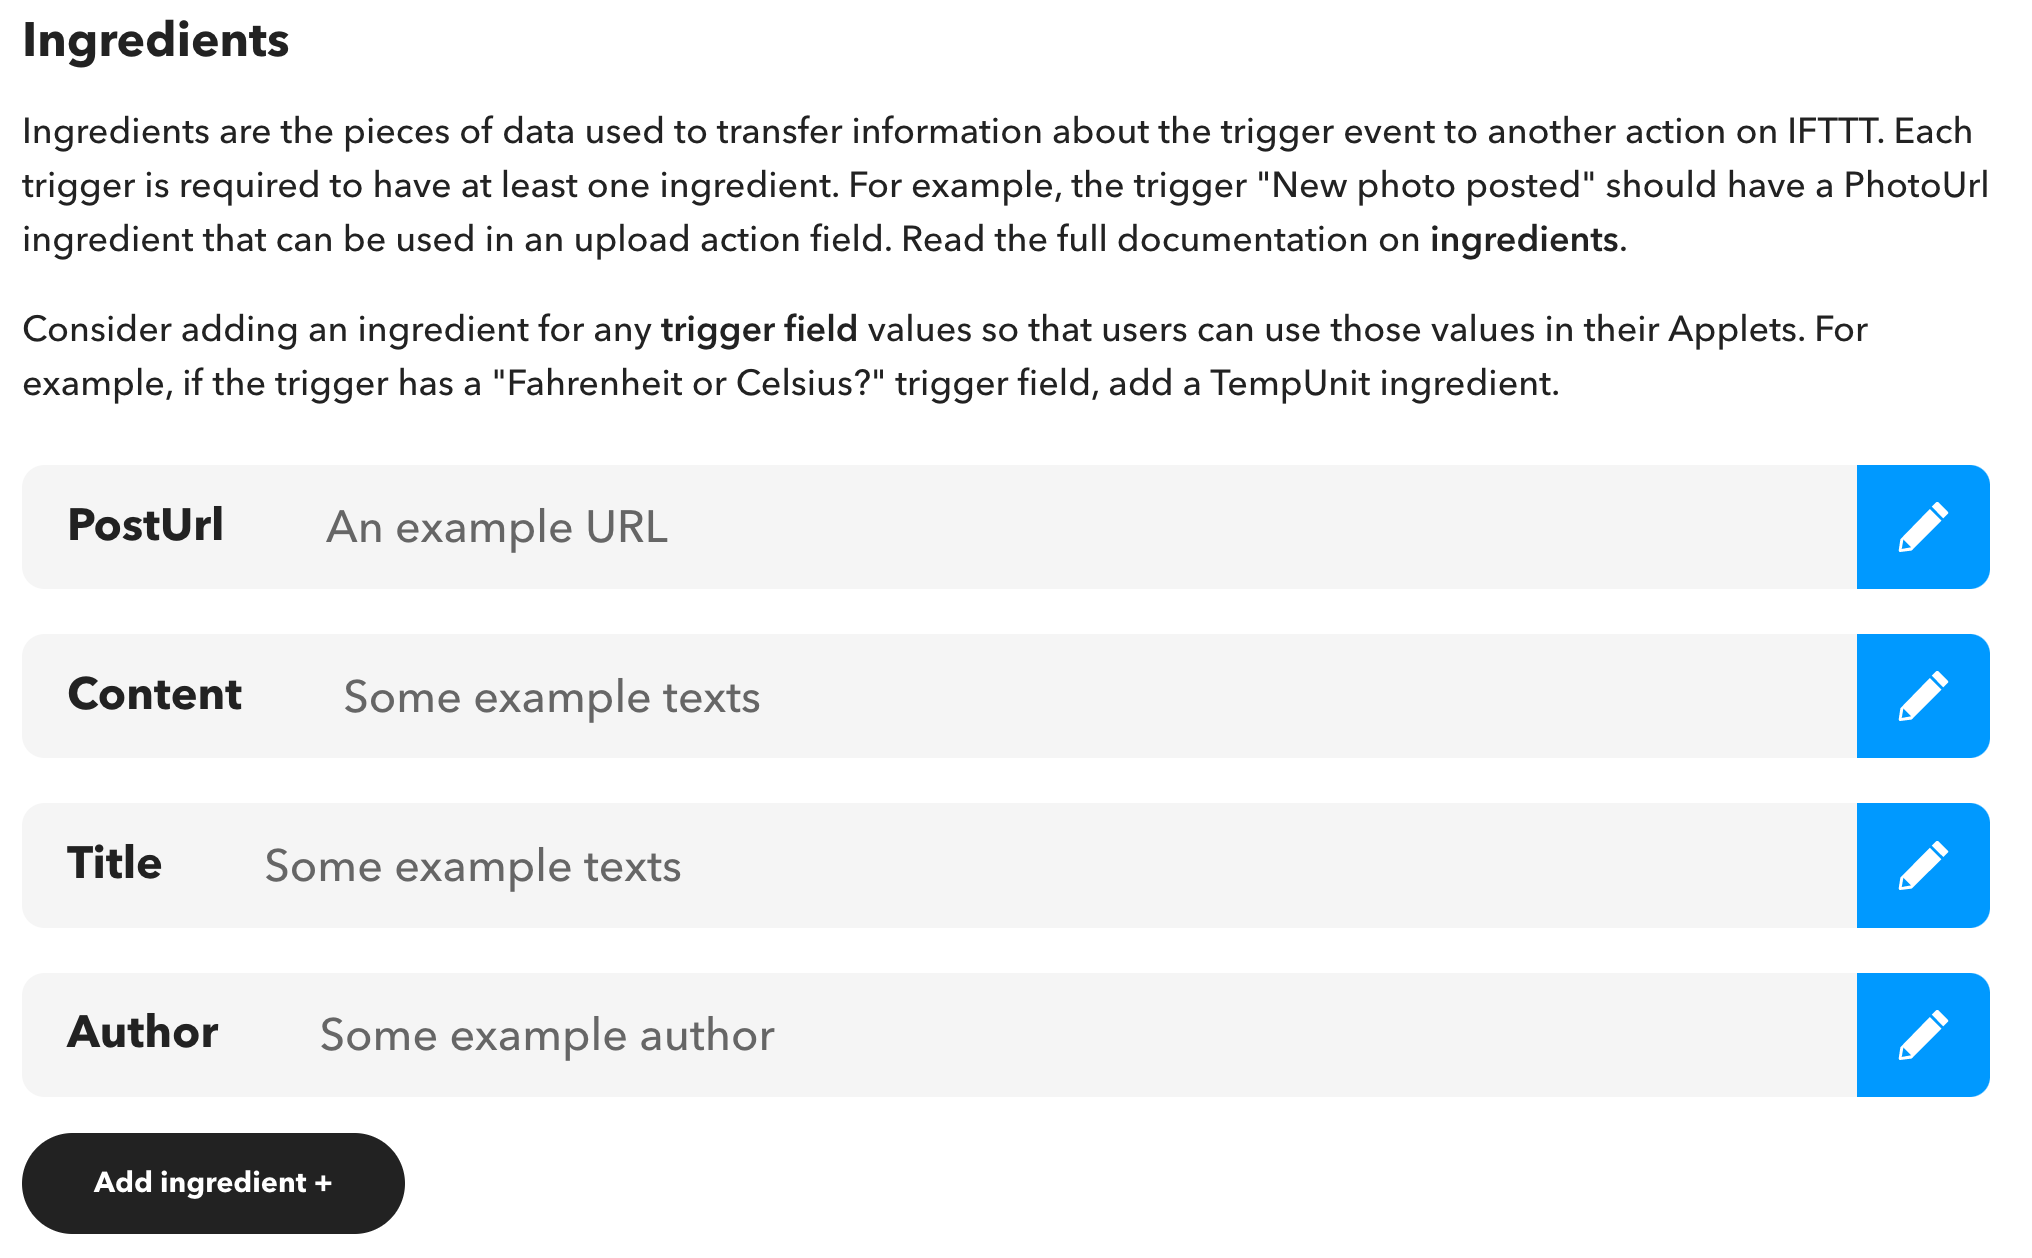 Ingredients
Ingredients are the pieces of data used to transfer information about the trigger event to another action on IFTTT. Each
trigger is required to have at least one ingredient. For example, the trigger "New photo posted" should have a PhotoUrl
ingredient that can be used in an upload action field. Read the full documentation on ingredients.
Consider adding an ingredient for any trigger field values so that users can use those values in their Applets. For
example, if the trigger has a "Fahrenheit or Celsius?" trigger field, add a TempUnit ingredient.
PostUrl An example URL
Content Some example texts
Title Some example texts
Author Some example author
Add ingredient +